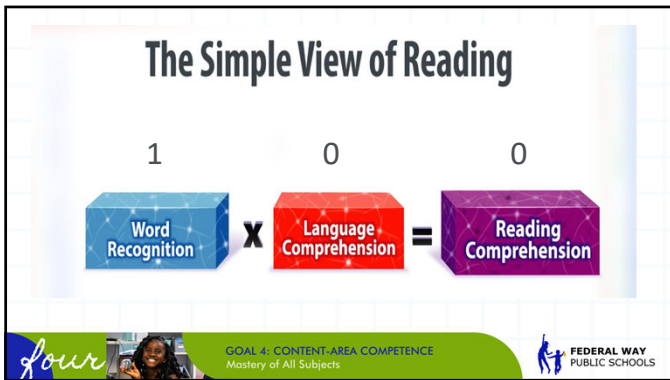 The Simple View of Reading
1 0 0
Word Recognition x Language Comprehension = Reading Comprehension
four
GOAL 4: CONTENT-AREA COMPETENCE
Mastery of All Subjects
FEDERAL WAY
PUBLIC SCHOOLS